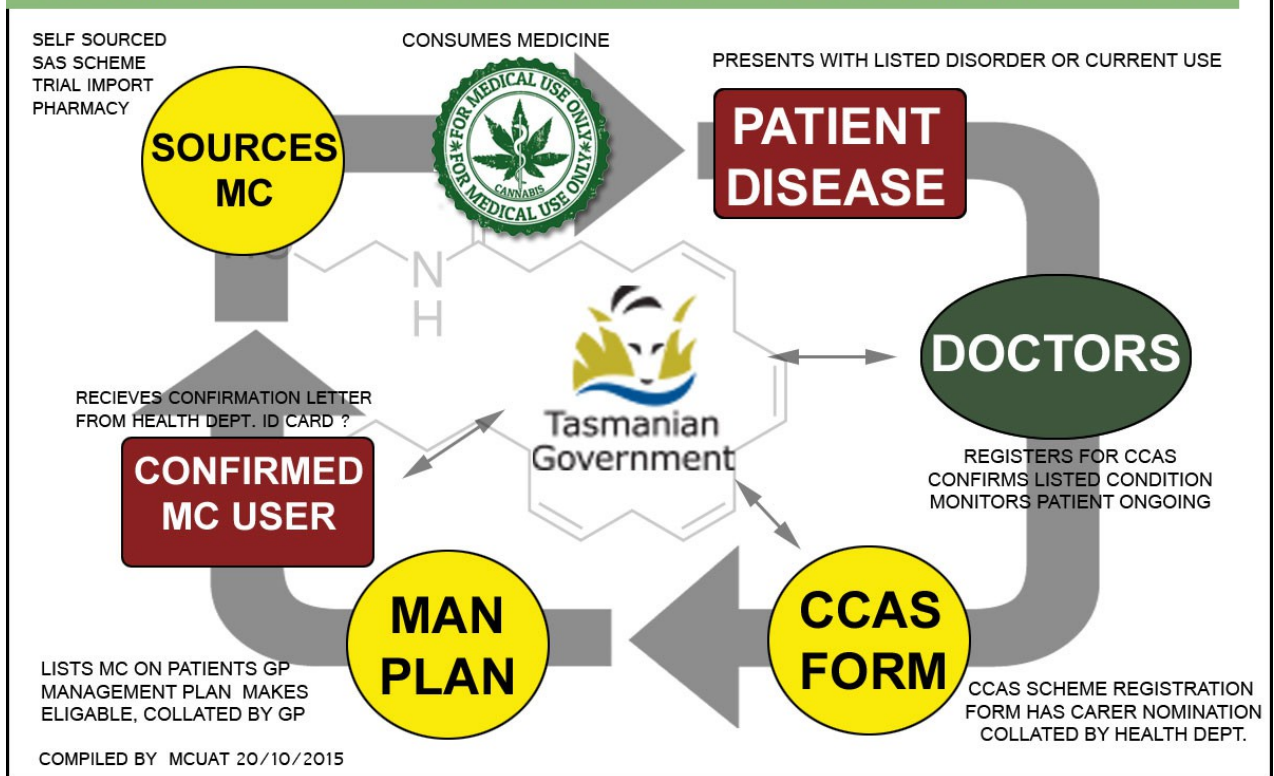 SELF SOURCED
SAS SCHEME
TRIAL IMPORT
PHARMACY
SOURCES
MC
CONSUMES MEDICINE
*FOR MEDICAL USE ONLY*
FOR MEDICAL USE ONLY
CANNABIS
PRESENTS WITH LISTED DISORDER OR CURRENT USE
PATIENT
DISEASE
DOCTORS
REGISTERS FOR CCAS
CONFIRMS LISTED CONDITION
MONITORS PATIENT ONGOING
N
H
Tasmanian
Government
CCAS
FORM
CCAS SCHEME REGISTRATION
FORM HAS CARER NOMINATION
COLLATED BY HEALTH DEPT.
MAN
PLAN
LISTS MC ON PATIENTS GP
MANAGEMENT PLAN MAKES
ELIGABLE, COLLATED BY GP
RECIEVES CONFIRMATION LETTER
FROM HEALTH DEPT. ID CARD ?
CONFIRMED
MC USER
COMPILED BY MCUAT 20/10/2015